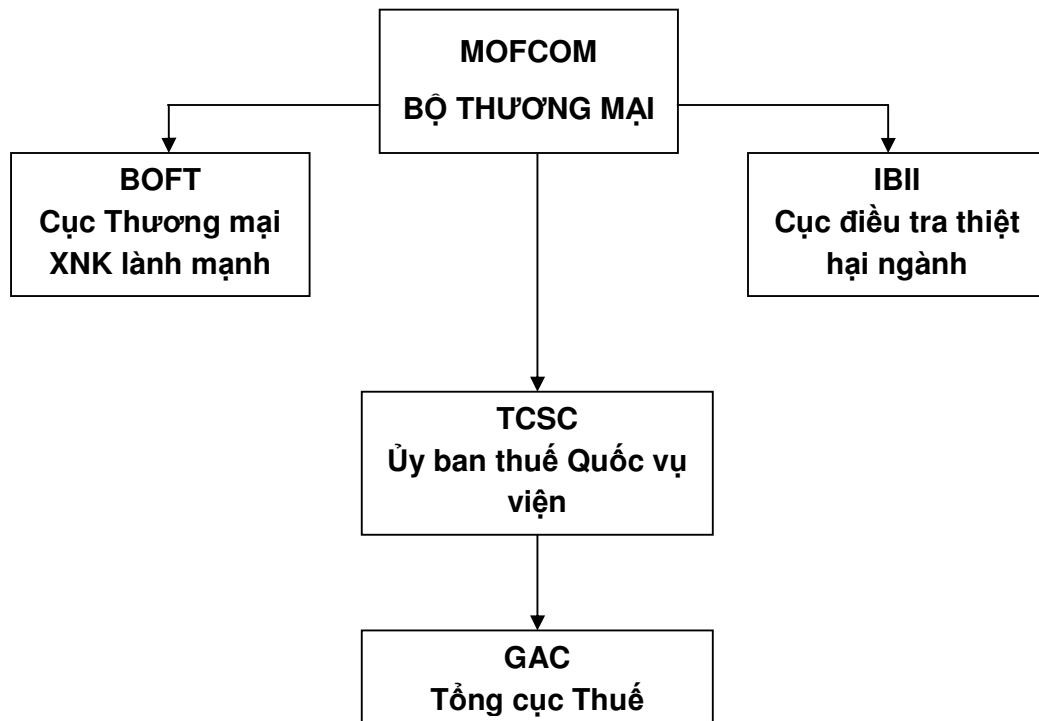 MOFCOM
BỘ THƯƠNG MẠI
BOFT
Cục Thương mại
XNK lành mạnh
IBII
Cục điều tra thiệt
hại ngành
TCSC
Ủy ban thuế Quốc vụ
viện
GAC
Tổng cục Thuế